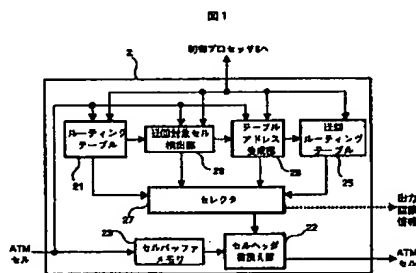 図1
制御プロセッサ6へ
2
ルーティング
テーブル
21
迂回対象セル
検出部
テーブル
アドレス
生成部
迂回
ルーティング
テーブル
25
セレクタ
27
出力
回線
情報
22
ATM
セル
セルバッファ
メモリ
セルヘッダ
書換え部
ATM
セル